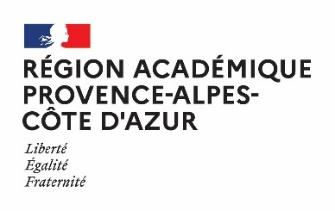 RÉGION ACADÉMIQUE
PROVENCE-ALPES-
CÔTE D'AZUR
Liberté
Égalité
Fraternité